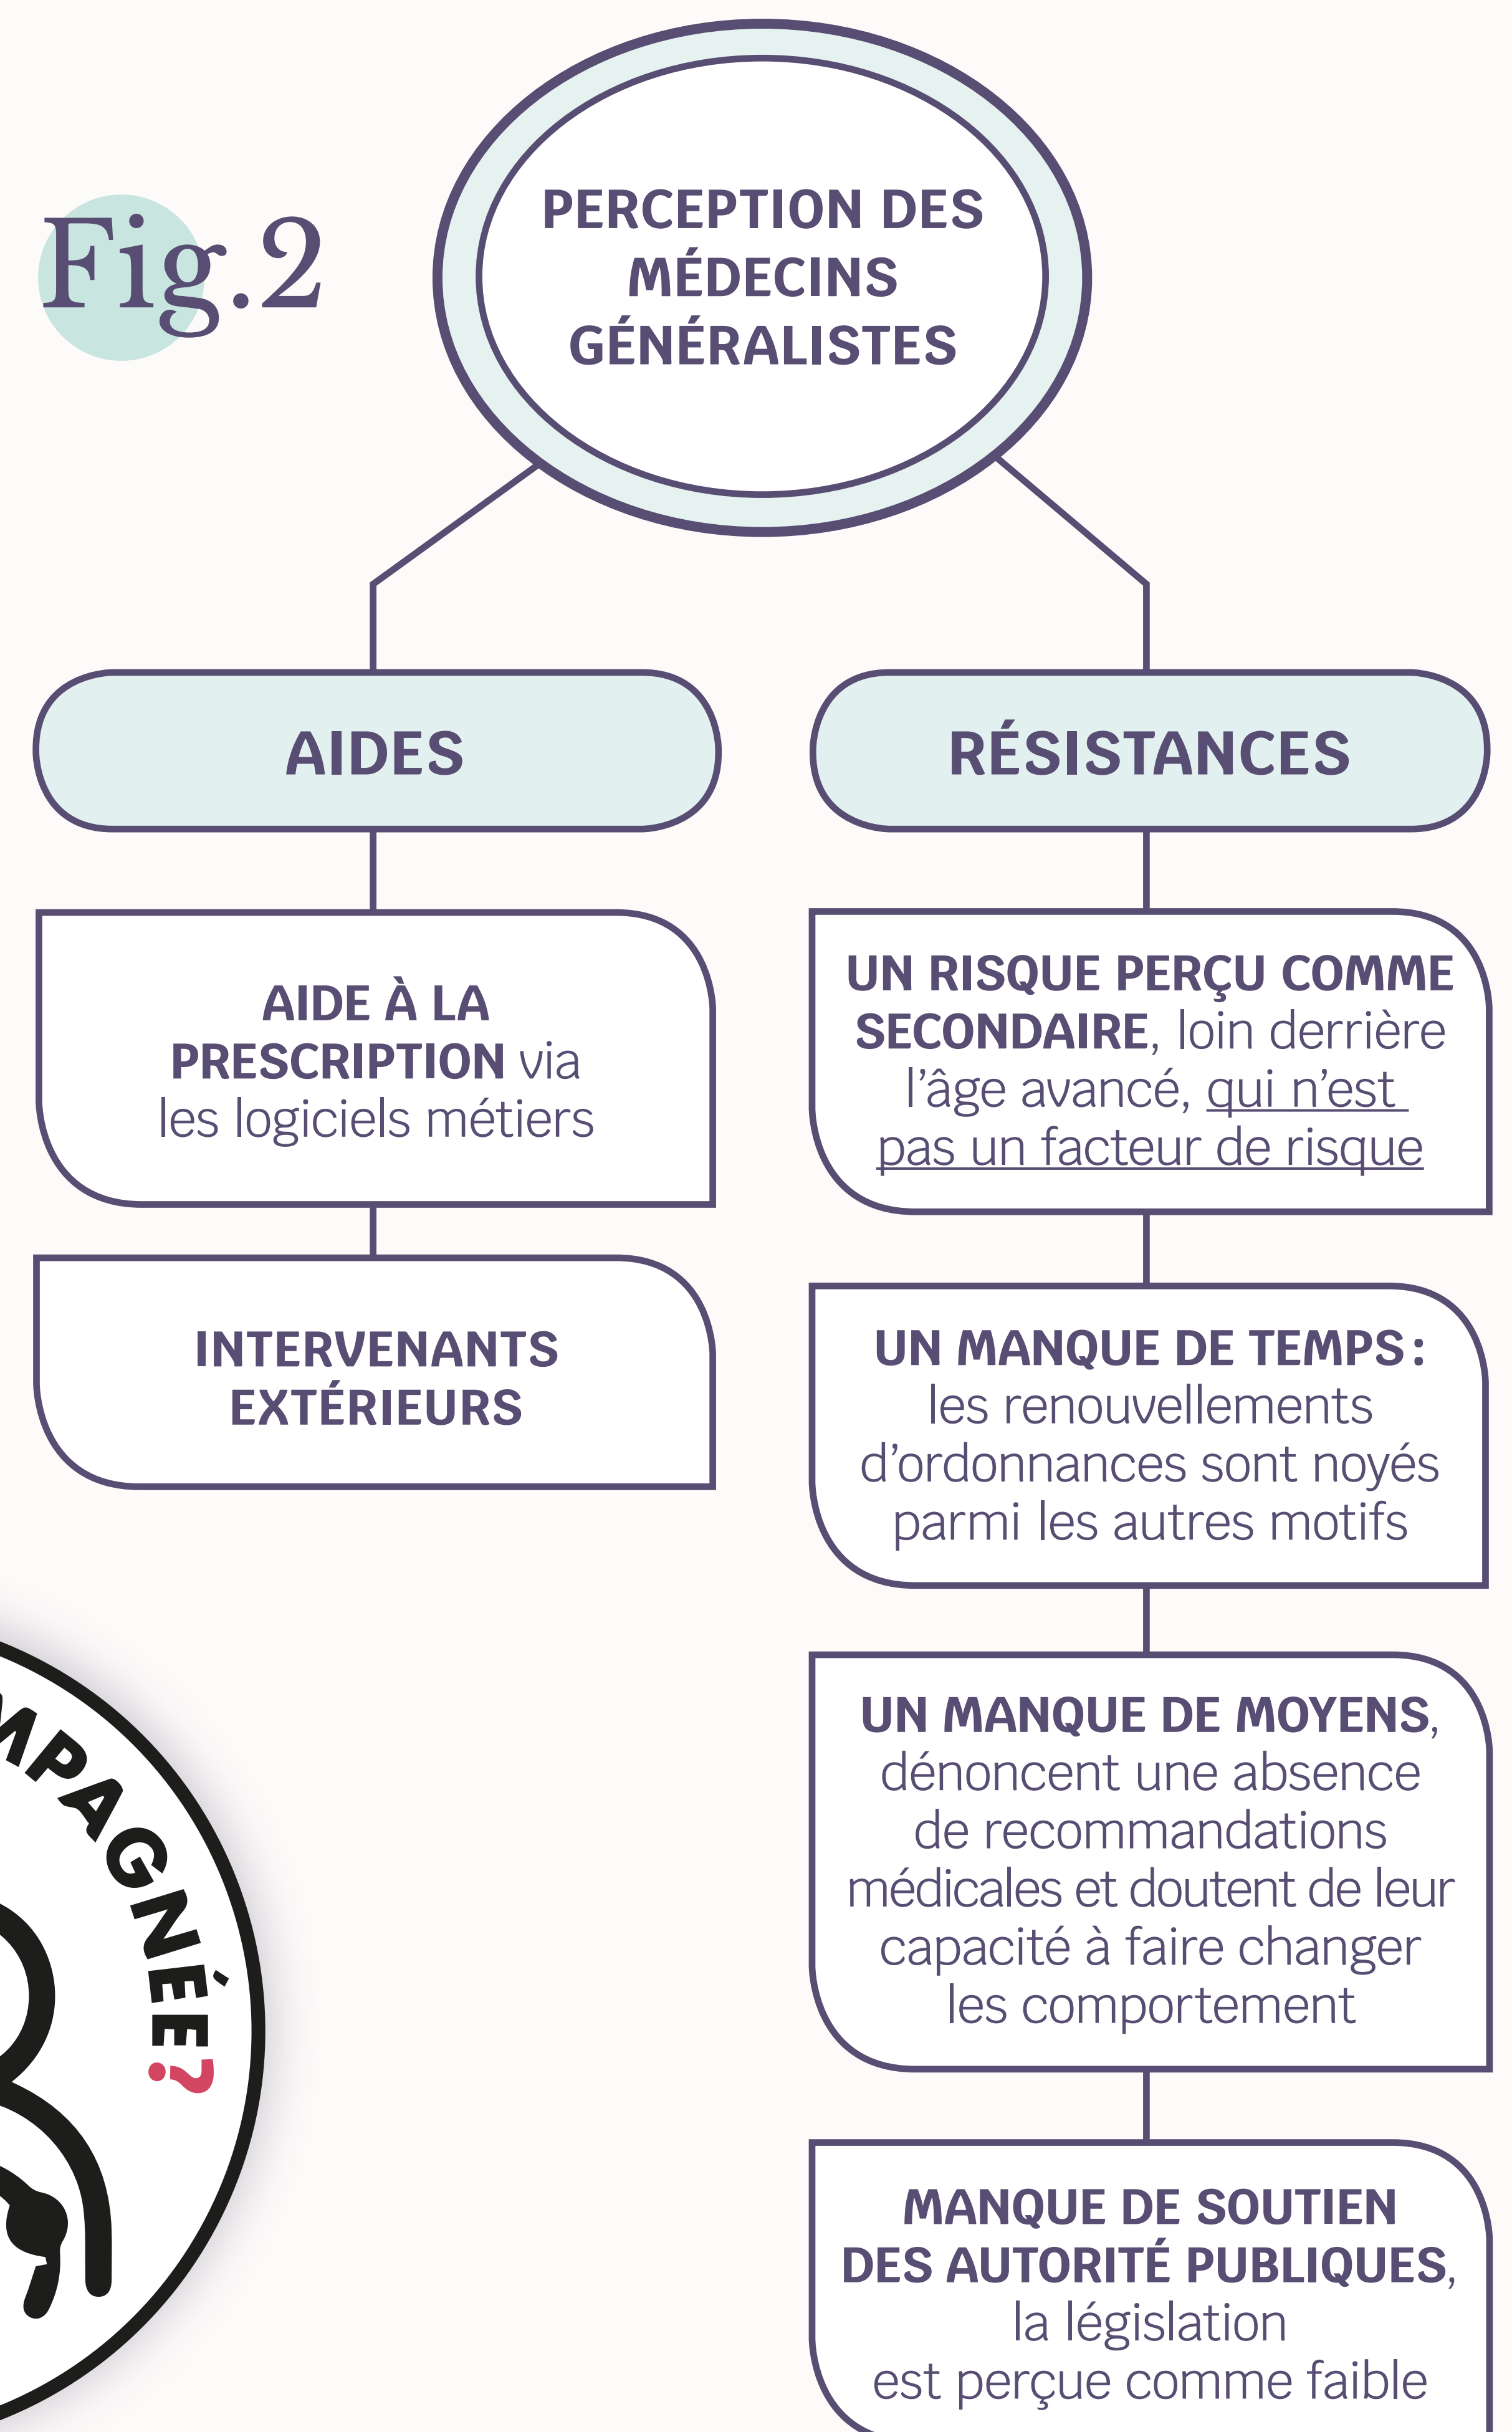 Fig.2
PERCEPTION DES
MÉDECINS
GÉNÉRALISTES
AIDES
AIDE À LA
PRESCRIPTION via
les logiciels métiers
INTERVENANTS
EXTÉRIEURS
RÉSISTANCES
UN RISQUE PERÇU COMME
SECONDAIRE, loin derrière
l’âge avancé, qui n’est
pas un facteur de risque
UN MANQUE DE TEMPS :
les renouvellements
d’ordonnances sont noyés
parmi les autres motifs
UN MANQUE DE MOYENS,
dénoncent une absence
de recommandations
médicales et doutent de leur
capacité à faire changer
les comportement
MANQUE DE SOUTIEN
DES AUTORITÉ PUBLIQUES,
la législation
est perçue comme faible
MPAGNÉE?